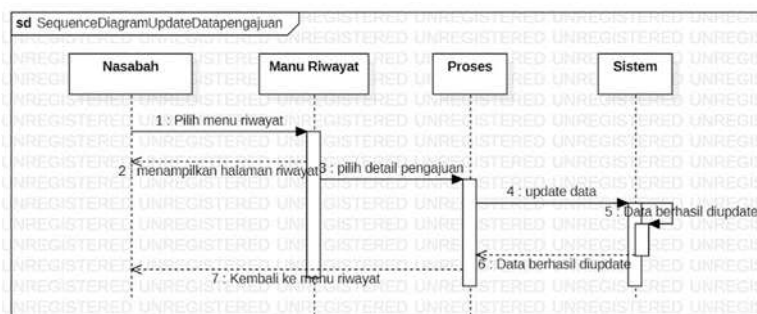 sd SequenceDiagramUpdateDatapengajuan
Nasabah
Manu Riwayat
Proses
Sistem
1 : Pilih menu riwayat
2 : menampilkan halaman riwayat
3 : pilih detail pengajuan
4 : update data
5 : Data berhasil diupdate
6 : Data berhasil diupdate
7 : Kembali ke menu riwayat
UNREGISTERED